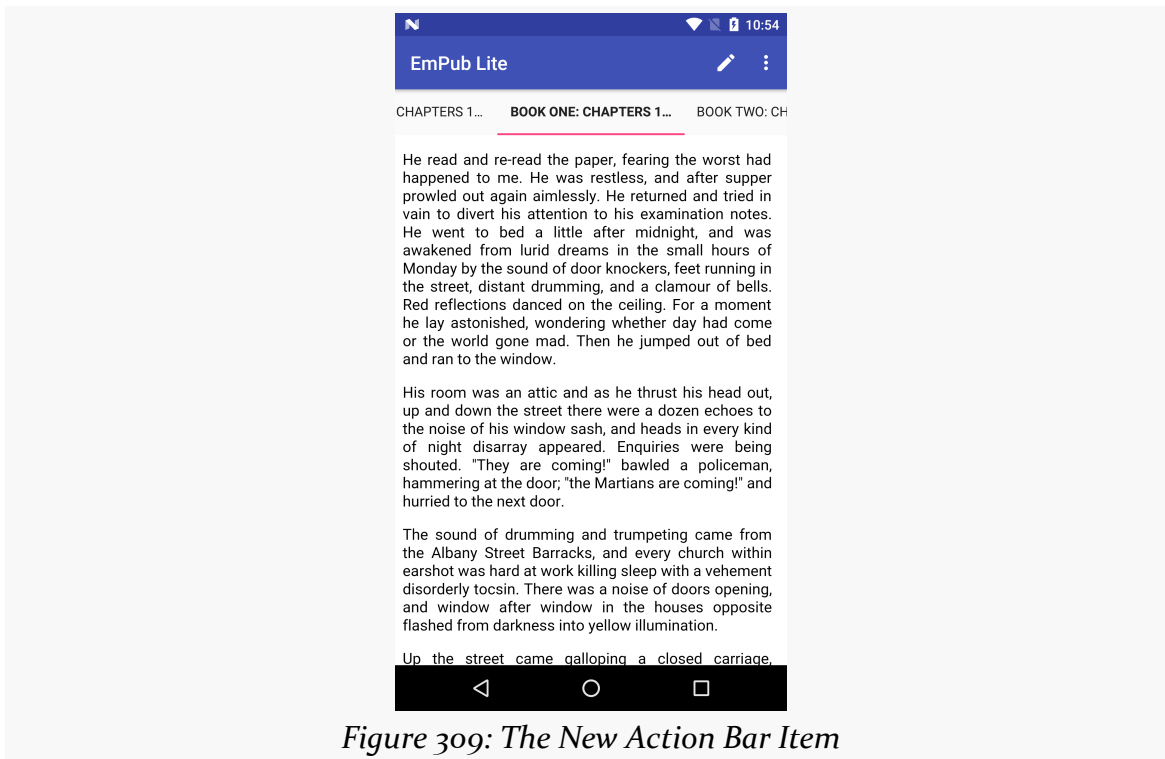 10:54
EmPub Lite
CHAPTERS 1… BOOK ONE: CHAPTERS 1… BOOK TWO: CH
He read and re-read the paper, fearing the worst had
happened to me. He was restless, and after supper
prowled out again aimlessly. He returned and tried in
vain to divert his attention to his examination notes.
He went to bed a little after midnight, and was
awakened from lurid dreams in the small hours of
Monday by the sound of door knockers, feet running in
the street, distant drumming, and a clamour of bells.
Red reflections danced on the ceiling. For a moment
he lay astonished, wondering whether day had come
or the world gone mad. Then he jumped out of bed
and ran to the window.
His room was an attic and as he thrust his head out,
up and down the street there were a dozen echoes to
the noise of his window sash, and heads in every kind
of night disarray appeared. Enquiries were being
shouted. "They are coming!" bawled a policeman,
hammering at the door; "the Martians are coming!" and
hurried to the next door.
The sound of drumming and trumpeting came from
the Albany Street Barracks, and every church within
earshot was hard at work killing sleep with a vehement
disorderly tocsin. There was a noise of doors opening,
and window after window in the houses opposite
flashed from darkness into yellow illumination.
Up the street came galloping a closed carriage,
Figure 309: The New Action Bar Item